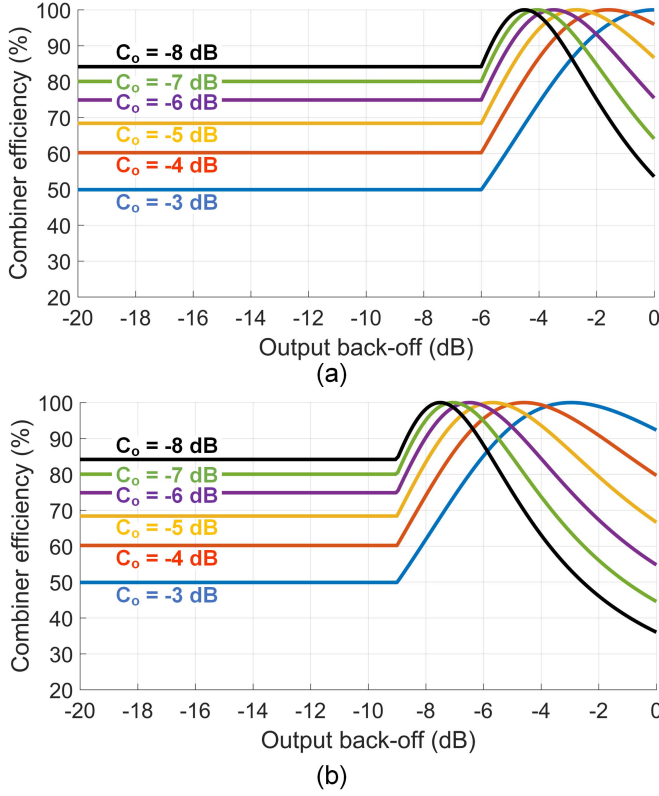 100
90
80
70
60
50
40
30
20
Combiner efficiency (%)
Cₒ = -8 dB
Cₒ = -7 dB
Cₒ = -6 dB
Cₒ = -5 dB
Cₒ = -4 dB
Cₒ = -3 dB
-20 -18 -16 -14 -12 -10 -8 -6 -4 -2 0
Output back-off (dB)
(a)
100
90
80
70
60
50
40
30
20
Combiner efficiency (%)
Cₒ = -8 dB
Cₒ = -7 dB
Cₒ = -6 dB
Cₒ = -5 dB
Cₒ = -4 dB
Cₒ = -3 dB
-20 -18 -16 -14 -12 -10 -8 -6 -4 -2 0
Output back-off (dB)
(b)